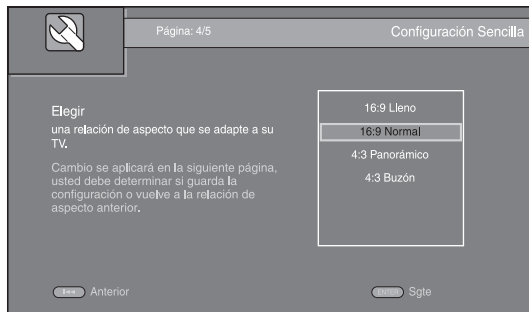 Página: 4/5
Configuración Sencilla
Elegir
una relación de aspecto que se adapte a su
TV.
Cambio se aplicará en la siguiente página,
usted debe determinar si guarda la
configuración o vuelve a la relación de
aspecto anterior.
16:9 Lleno
16:9 Normal
4:3 Panorámico
4:3 Buzón
Anterior
ENTER Sgte